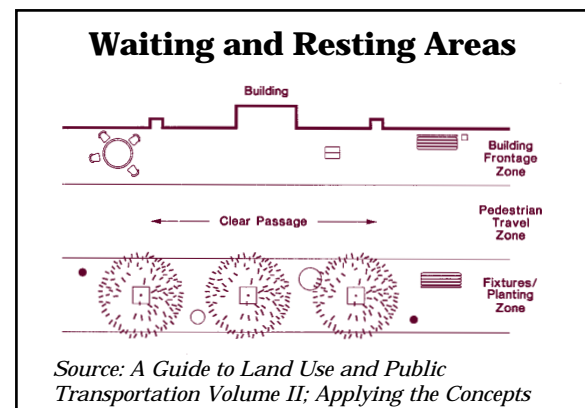 Waiting and Resting Areas
Building
Building
Frontage
Zone
Clear Passage
Pedestrian
Travel
Zone
Fixtures/
Planting
Zone
Source: A Guide to Land Use and Public
Transportation Volume II; Applying the Concepts